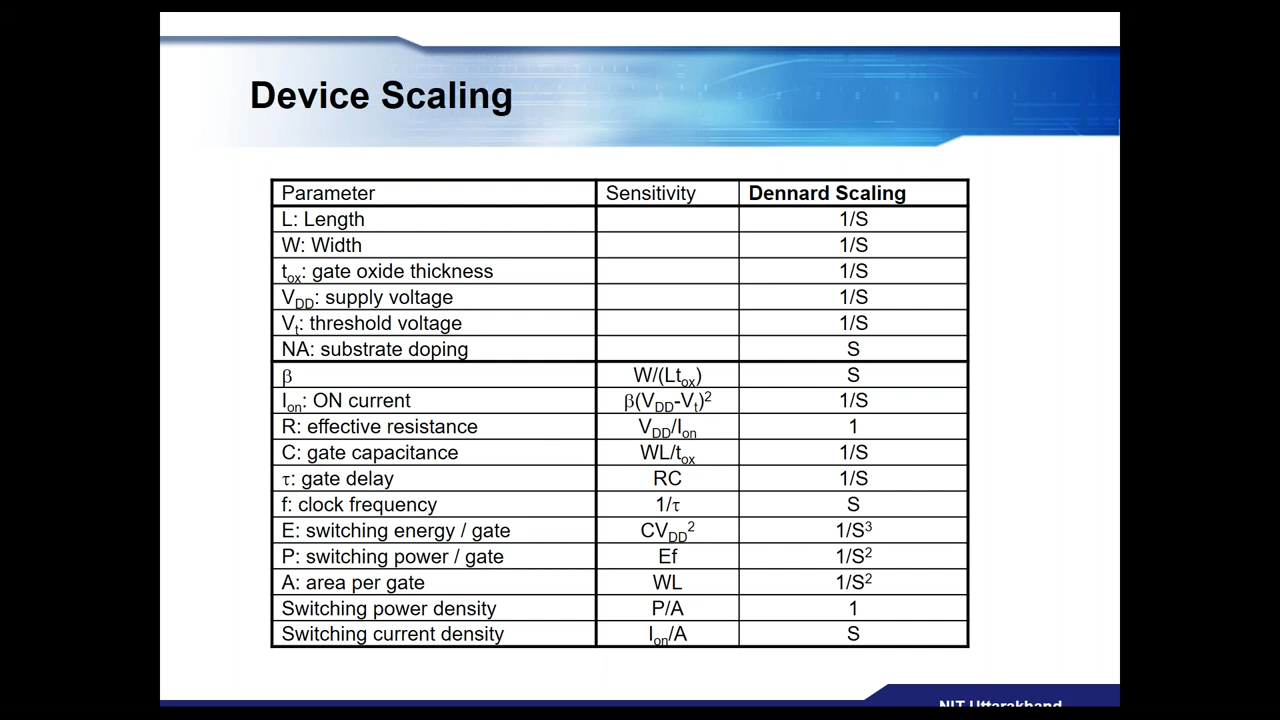 Device Scaling
Parameter Sensitivity Dennard Scaling
L: Length 1/S
W: Width 1/S
tox: gate oxide thickness 1/S
VDD: supply voltage 1/S
Vt: threshold voltage 1/S
NA: substrate doping S
β W/(Ltox) S
Ion: ON current β(VDD-Vt)2 1/S
R: effective resistance VDD/Ion 1
C: gate capacitance WL/tox 1/S
τ: gate delay RC 1/S
f: clock frequency 1/τ S
E: switching energy / gate CVDD2 1/S3
P: switching power / gate Ef 1/S2
A: area per gate WL 1/S2
Switching power density P/A 1
Switching current density Ion/A S
NIT Uttarakhand